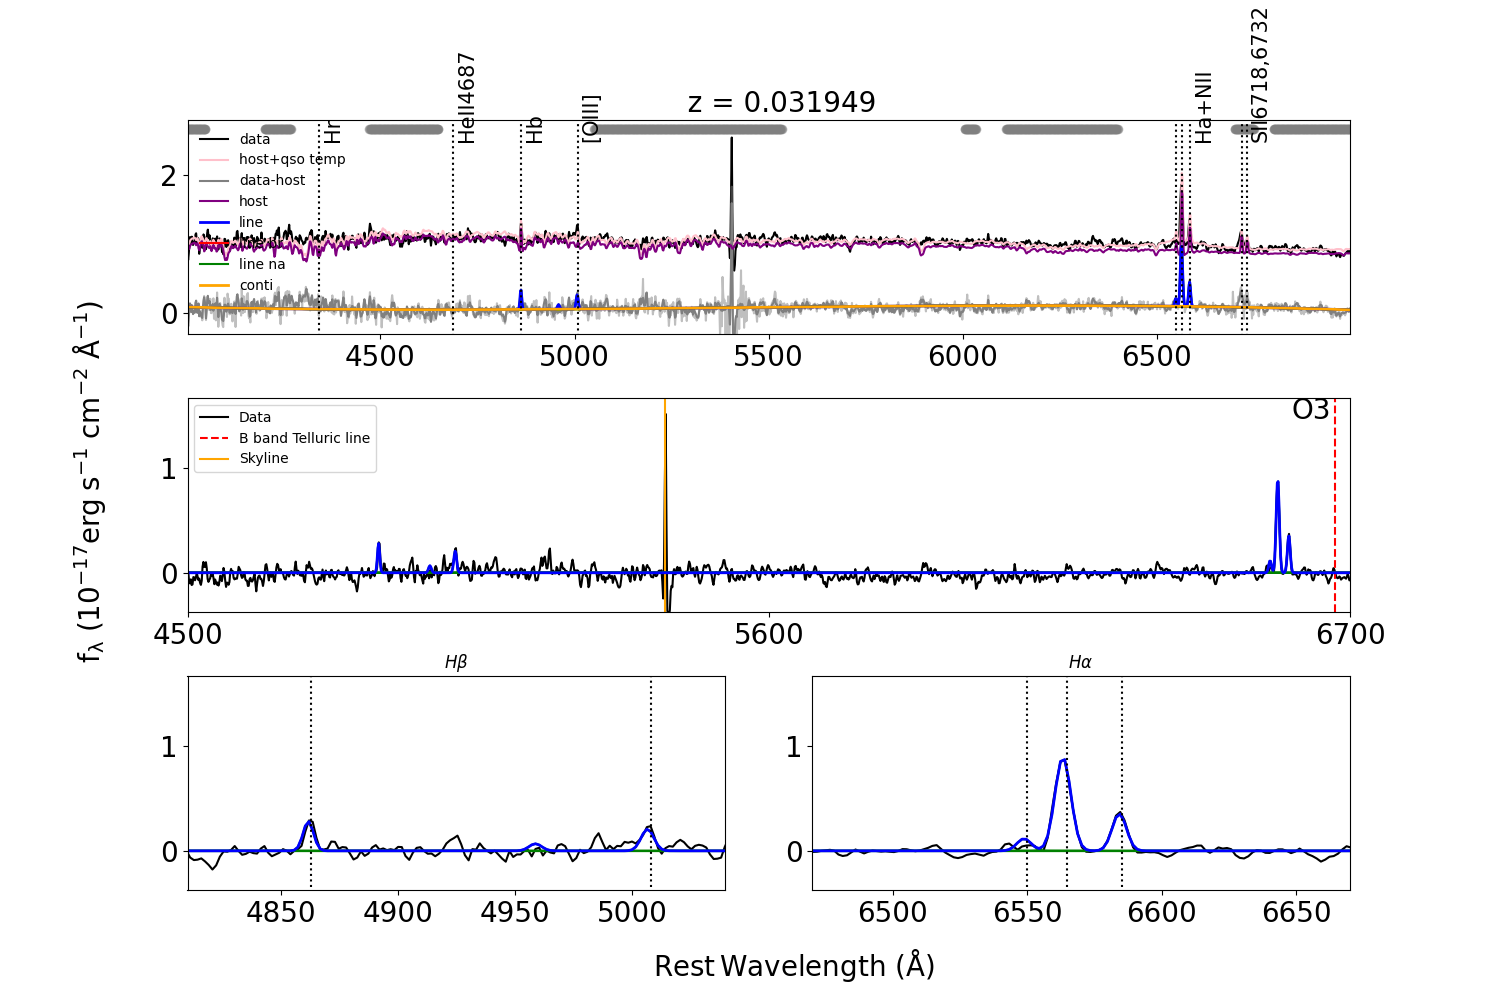 z = 0.031949
Hr
HeII4687
Hb
[OIII]
Ha+NII
SII6718,6732
data
host+qso temp
data-host
host
line
line na
conti
2
0
4500 5000 5500 6000 6500
fλ (10⁻¹⁷erg s⁻¹ cm⁻² Å⁻¹)
Data
B band Telluric line
Skyline
O3
1
0
4500 5600 6700
Hβ
1
0
4850 4900 4950 5000
Hα
1
0
6500 6550 6600 6650
Rest Wavelength (Å)